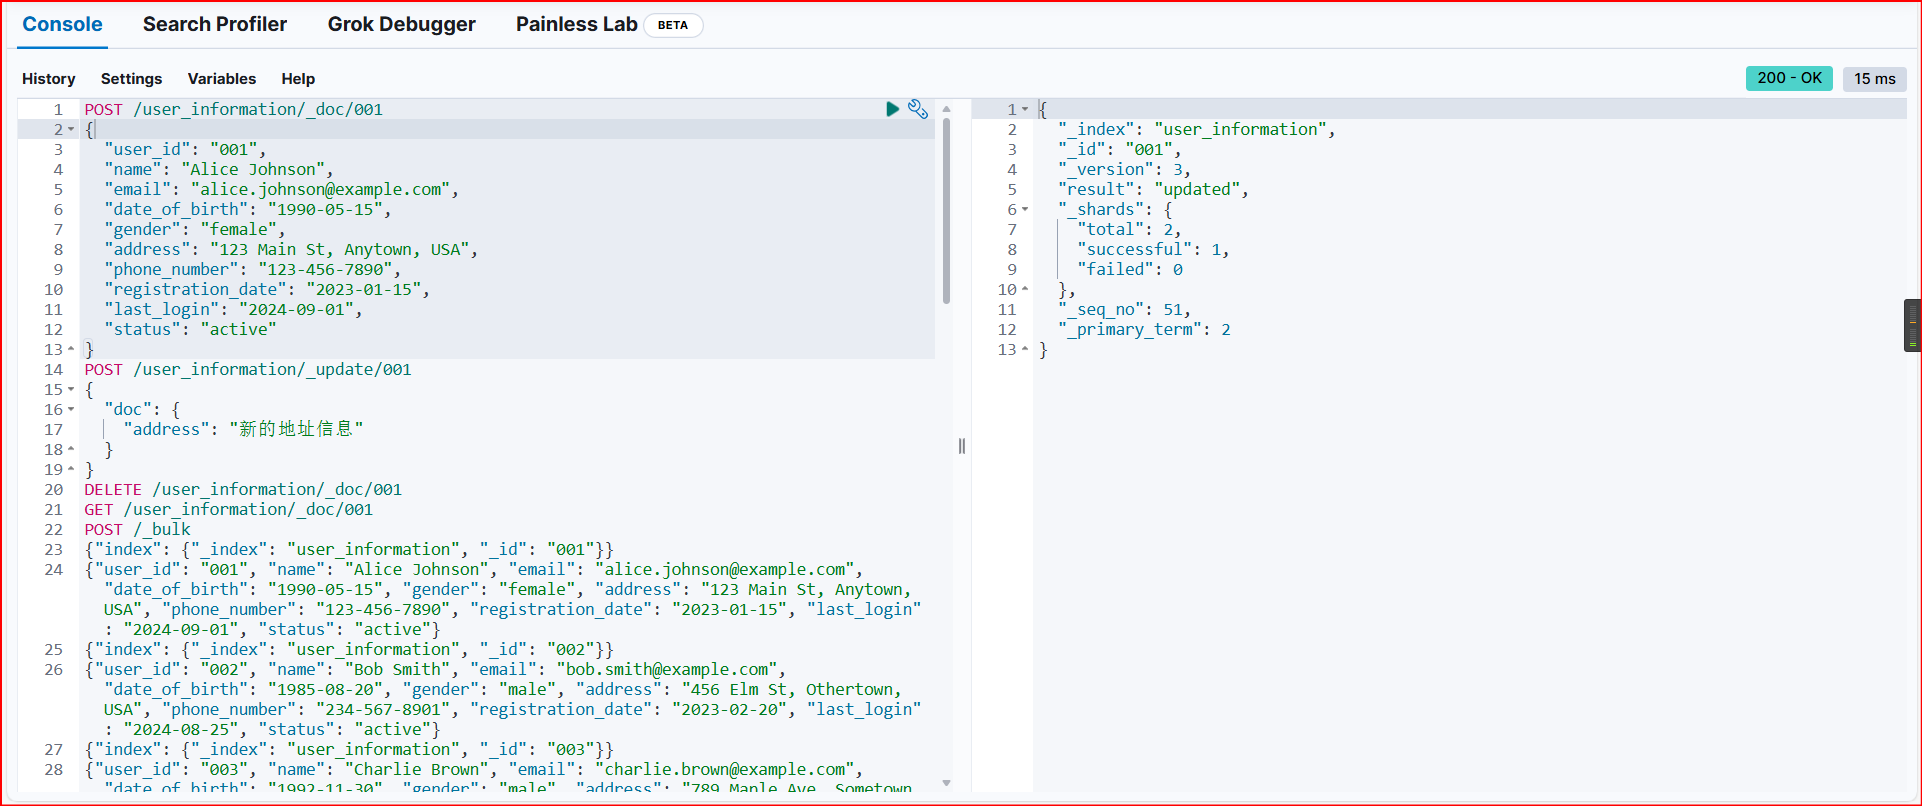 Console Search Profiler Grok Debugger Painless Lab BETA
History Settings Variables Help 200 - OK 15 ms
1 POST /user_information/_doc/001
2 {
3 "user_id": "001",
4 "name": "Alice Johnson",
5 "email": "alice.johnson@example.com",
6 "date_of_birth": "1990-05-15",
7 "gender": "female",
8 "address": "123 Main St, Anytown, USA",
9 "phone_number": "123-456-7890",
10 "registration_date": "2023-01-15",
11 "last_login": "2024-09-01",
12 "status": "active"
13 }
14 POST /user_information/_update/001
15 {
16 "doc": {
17 "address": "新的地址信息"
18 }
19 }
20 DELETE /user_information/_doc/001
21 GET /user_information/_doc/001
22 POST /_bulk
23 {"index": {"_index": "user_information", "_id": "001"}}
24 {"user_id": "001", "name": "Alice Johnson", "email": "alice.johnson@example.com",
"date_of_birth": "1990-05-15", "gender": "female", "address": "123 Main St, Anytown,
USA", "phone_number": "123-456-7890", "registration_date": "2023-01-15", "last_login"
: "2024-09-01", "status": "active"}
25 {"index": {"_index": "user_information", "_id": "002"}}
26 {"user_id": "002", "name": "Bob Smith", "email": "bob.smith@example.com",
"date_of_birth": "1985-08-20", "gender": "male", "address": "456 Elm St, Othertown,
USA", "phone_number": "234-567-8901", "registration_date": "2023-02-20", "last_login"
: "2024-08-25", "status": "active"}
27 {"index": {"_index": "user_information", "_id": "003"}}
28 {"user_id": "003", "name": "Charlie Brown", "email": "charlie.brown@example.com",
"date_of_birth": "1992-11-30", "gender": "male", "address": "789 Maple Ave, Sometown,
1 {
2 "_index": "user_information",
3 "_id": "001",
4 "_version": 3,
5 "result": "updated",
6 "_shards": {
7 "total": 2,
8 "successful": 1,
9 "failed": 0
10 },
11 "_seq_no": 51,
12 "_primary_term": 2
13 }